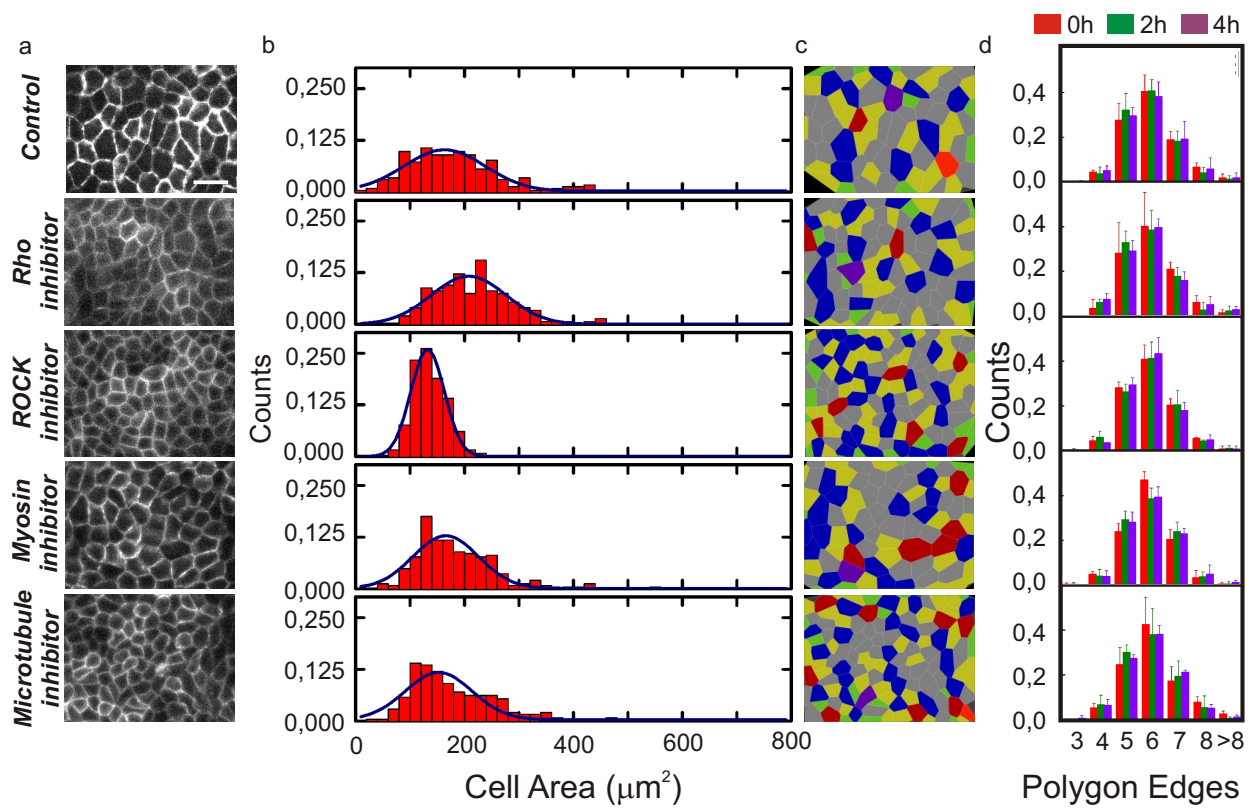 0h 2h 4h
a b c d
Control
Rho
inhibitor
ROCK
inhibitor
Myosin
inhibitor
Microtubule
inhibitor
Counts
0,250
0,125
0,000
0,250
0,125
0,000
0,250
0,125
0,000
0,250
0,125
0,000
0,250
0,125
0,000
0 200 400 600 800
Cell Area (μm²)
Counts
0,4
0,2
0,0
0,4
0,2
0,0
0,4
0,2
0,0
0,4
0,2
0,0
0,4
0,2
0,0
3 4 5 6 7 8 >8
Polygon Edges